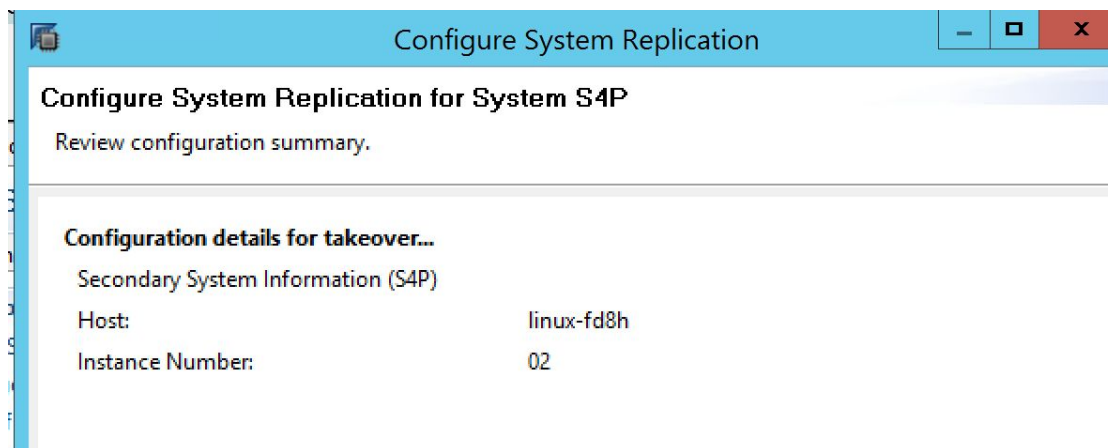 Configure System Replication
x
Configure System Replication for System S4P
Review configuration summary.
Configuration details for takeover...
Secondary System Information (S4P)
Host: linux-fd8h
Instance Number: 02